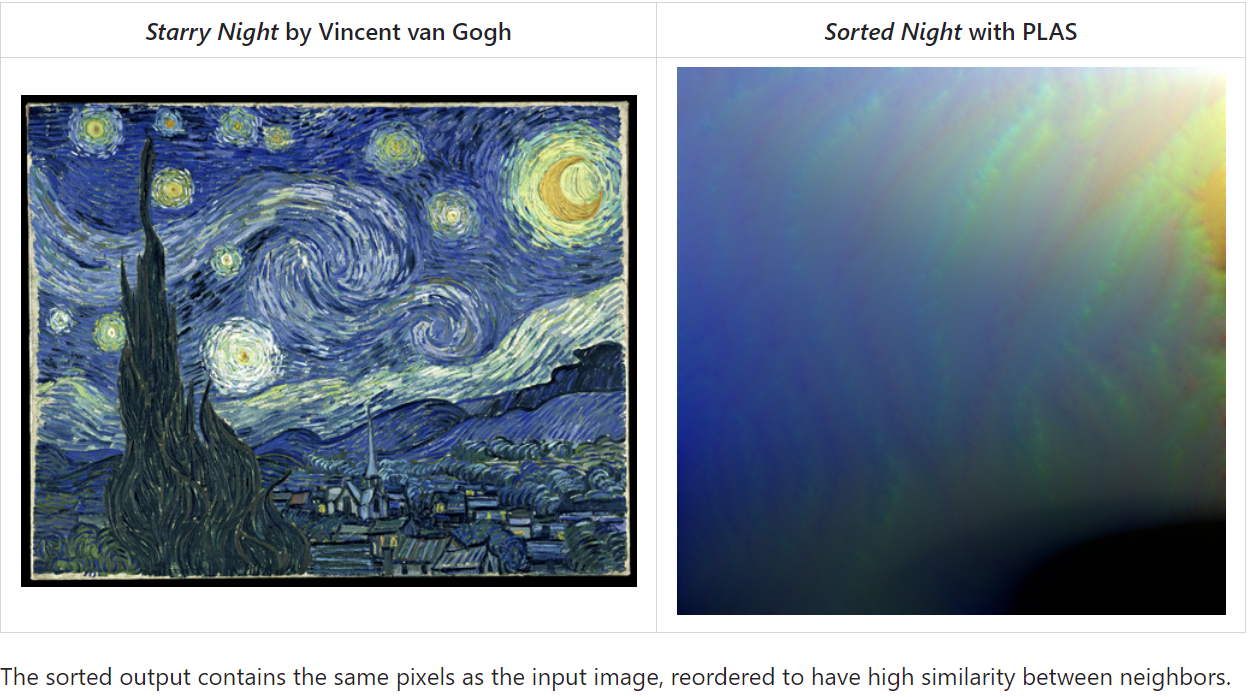 Starry Night by Vincent van Gogh
Sorted Night with PLAS
The sorted output contains the same pixels as the input image, reordered to have high similarity between neighbors.